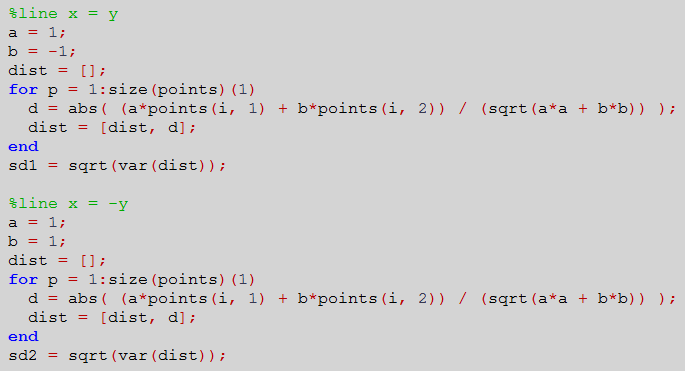 %line x = y
a = 1;
b = -1;
dist = [];
for p = 1:size(points)(1)
  d = abs( (a*points(i, 1) + b*points(i, 2)) / (sqrt(a*a + b*b)) );
  dist = [dist, d];
end
sd1 = sqrt(var(dist));

%line x = -y
a = 1;
b = 1;
dist = [];
for p = 1:size(points)(1)
  d = abs( (a*points(i, 1) + b*points(i, 2)) / (sqrt(a*a + b*b)) );
  dist = [dist, d];
end
sd2 = sqrt(var(dist));